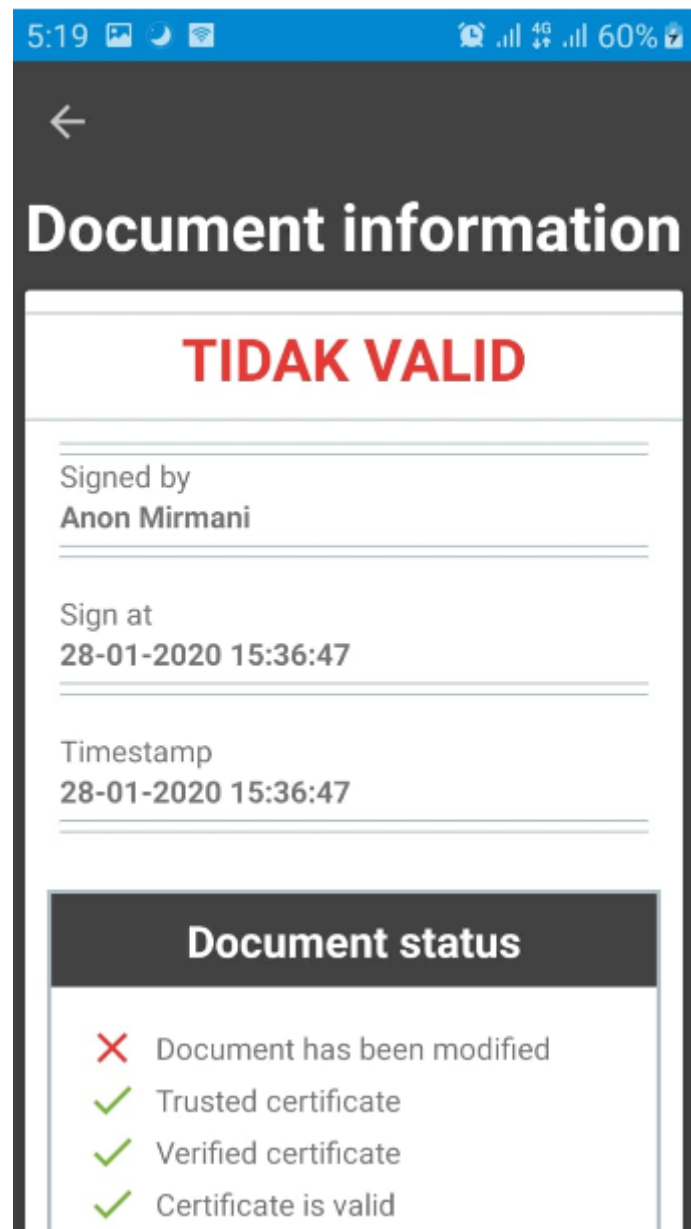 5:19 4G 60%
Document information
TIDAK VALID
Signed by
Anon Mirmani
Sign at
28-01-2020 15:36:47
Timestamp
28-01-2020 15:36:47
Document status
Document has been modified
Trusted certificate
Verified certificate
Certificate is valid